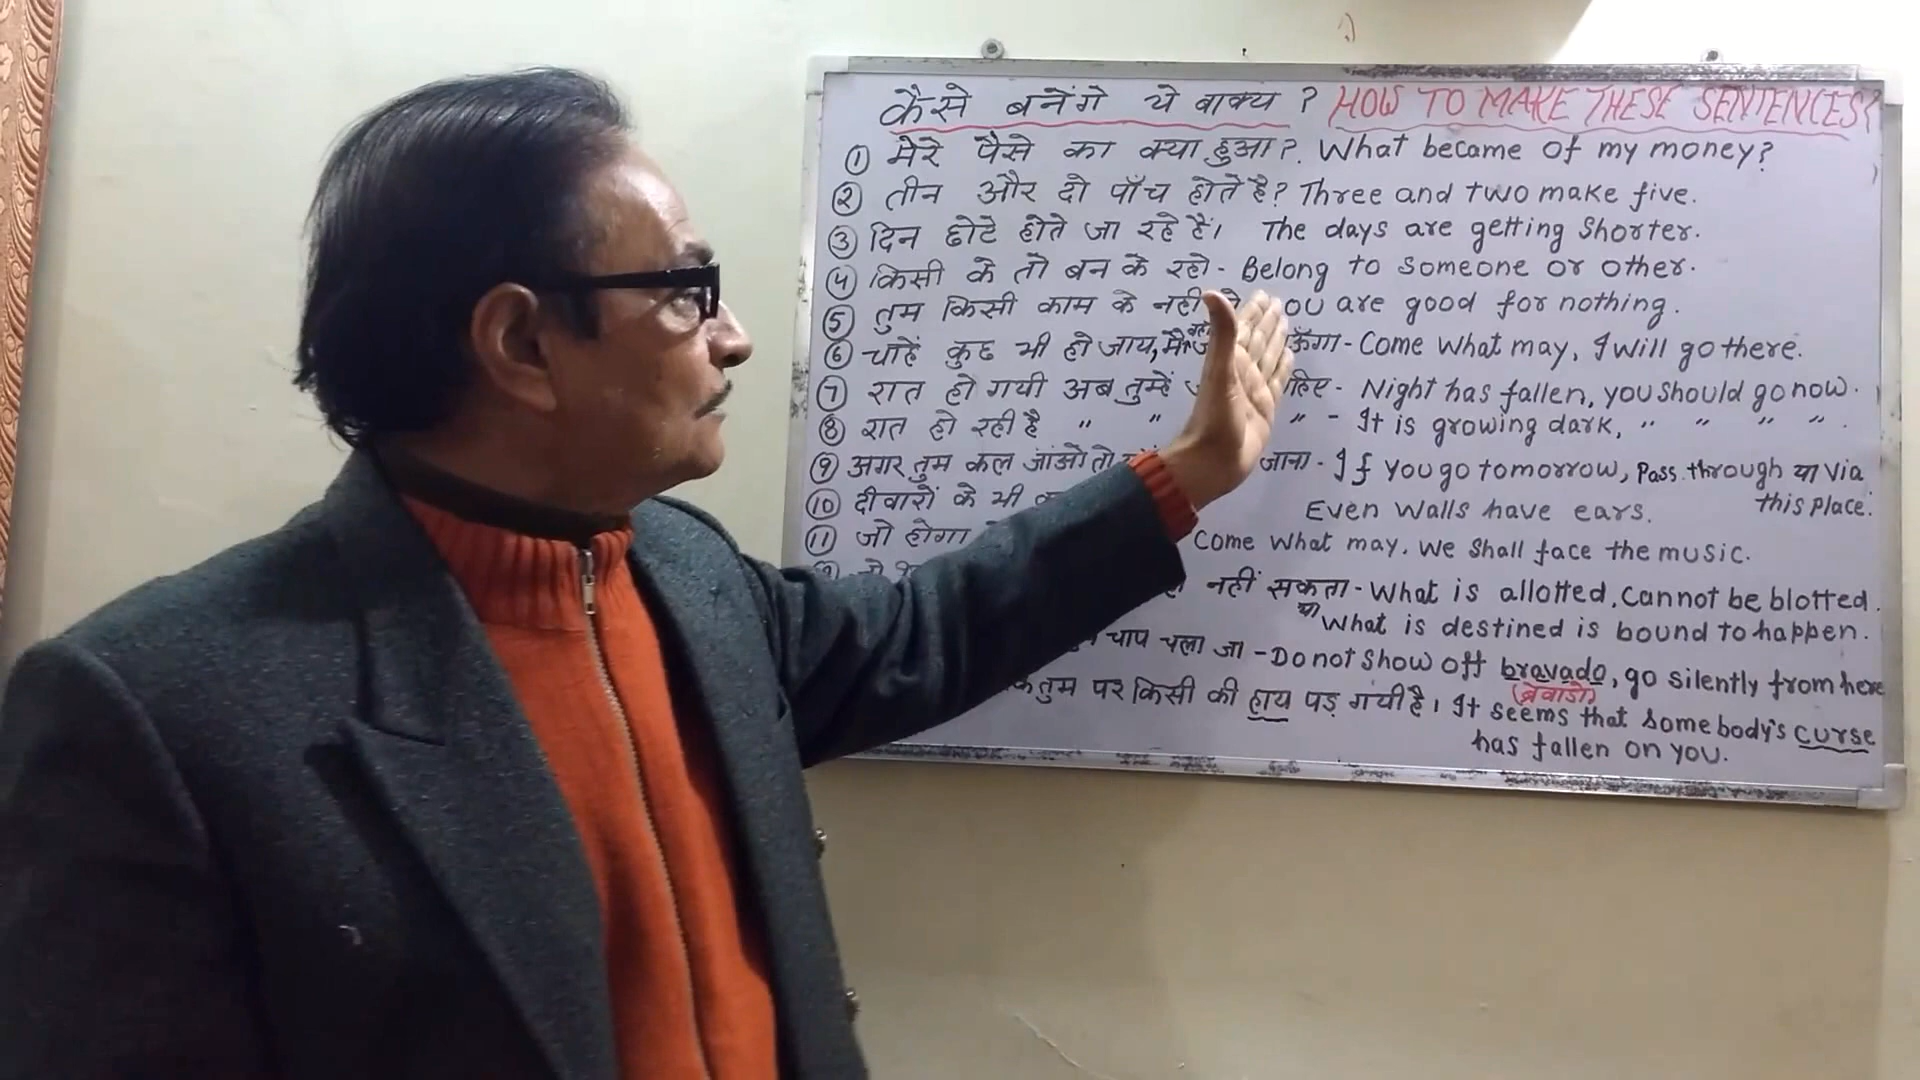 कैसे बनेंगे ये वाक्य ? HOW TO MAKE THESE SENTENCES?
① मेरे पैसे का क्या हुआ ?. What became of my money?
② तीन और दो पाँच होते है? Three and two make five.
③ दिन छोटे होते जा रहे हैं। The days are getting Shorter.
④ किसी के तो बन के रहो - Belong to someone or other.
⑤ तुम किसी काम के नहीं ou are good for nothing.
⑥ चाहें कुछ भी हो जाय, मैं वहाँ ऊँगा - Come what may, I will go there.
⑦ रात हो गयी अब तुम्हें हिए - Night has fallen, you should go now.
⑧ रात हो रही है " " " - It is growing dark, " " " ".
⑨ अगर तुम कल जाओ तो जाना - If you go tomorrow, Pass through या via
this place.
⑩ दीवारों के भी Even walls have ears.
⑪ जो होगा Come what may. We shall face the music.
नहीं सकता - What is allotted, cannot be blotted.
या What is destined is bound to happen.
चाप चला जा - Do not show off bravado, go silently from here
(ब्रेवाडो)
तुम पर किसी की हाय पड़ गयी है। It seems that somebody's curse
has fallen on you.